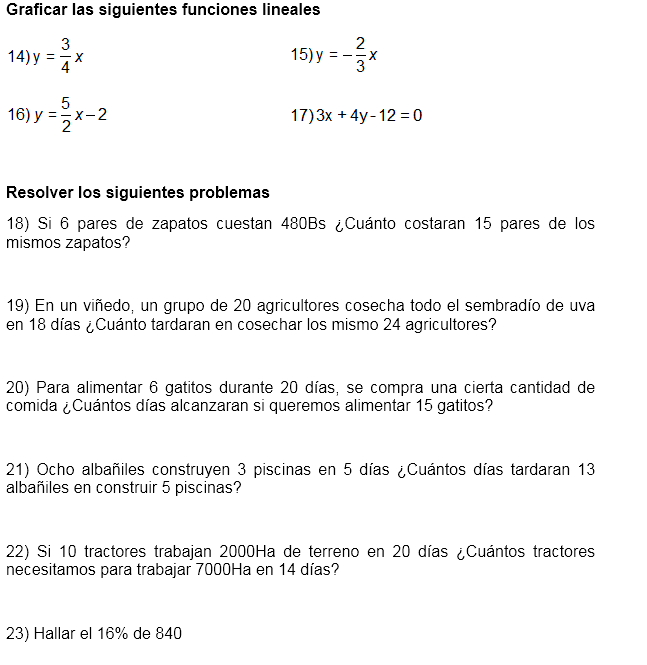 Graficar las siguientes funciones lineales
14) y = 3/4 x
15) y = -2/3 x
16) y = 5/2 x - 2
17) 3x + 4y - 12 = 0
Resolver los siguientes problemas
18) Si 6 pares de zapatos cuestan 480Bs ¿Cuánto costaran 15 pares de los
mismos zapatos?
19) En un viñedo, un grupo de 20 agricultores cosecha todo el sembradío de uva
en 18 días ¿Cuánto tardaran en cosechar los mismo 24 agricultores?
20) Para alimentar 6 gatitos durante 20 días, se compra una cierta cantidad de
comida ¿Cuántos días alcanzaran si queremos alimentar 15 gatitos?
21) Ocho albañiles construyen 3 piscinas en 5 días ¿Cuántos días tardaran 13
albañiles en construir 5 piscinas?
22) Si 10 tractores trabajan 2000Ha de terreno en 20 días ¿Cuántos tractores
necesitamos para trabajar 7000Ha en 14 días?
23) Hallar el 16% de 840